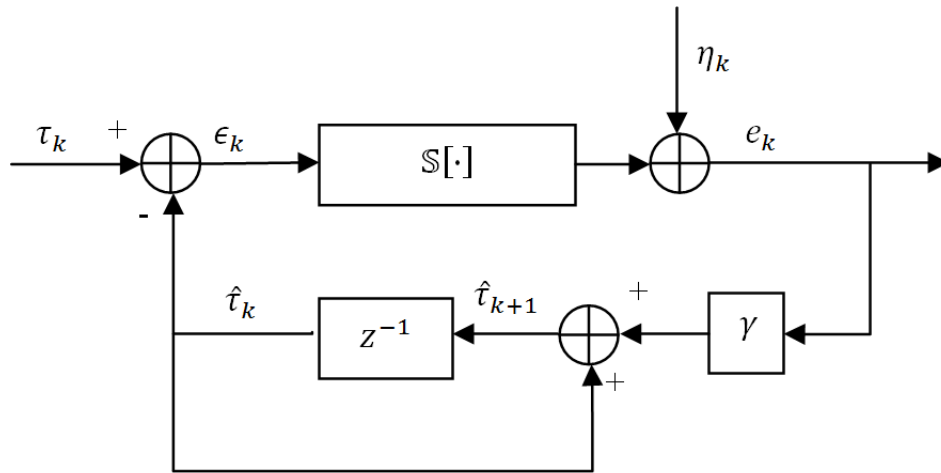 η_k
τ_k + ϵ_k 𝕊[·] e_k
-
τ̂_k z^{-1} τ̂_{k+1} + γ
+